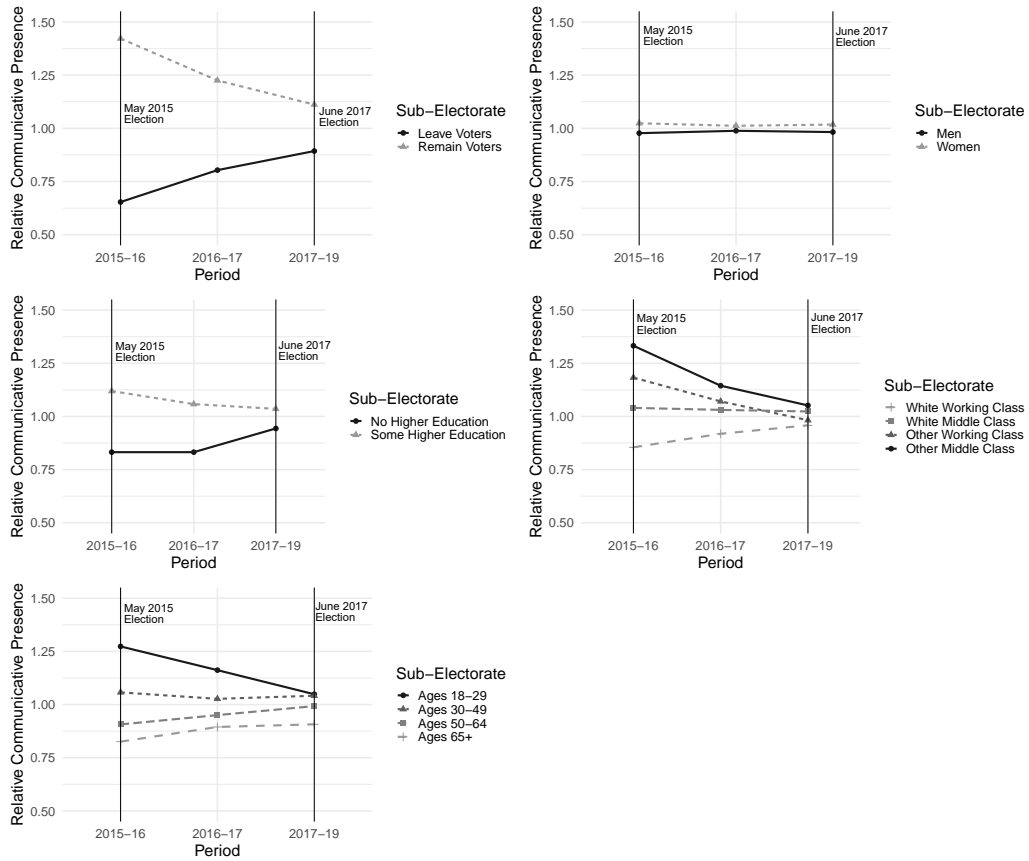 Relative Communicative Presence
1.50
1.25
1.00
0.75
0.50
May 2015
Election
June 2017
Election
2015–16
2016–17
2017–19
Period
Sub−Electorate
Leave Voters
Remain Voters
Relative Communicative Presence
1.50
1.25
1.00
0.75
0.50
May 2015
Election
June 2017
Election
2015–16
2016–17
2017–19
Period
Sub−Electorate
Men
Women
Relative Communicative Presence
1.50
1.25
1.00
0.75
0.50
May 2015
Election
June 2017
Election
2015–16
2016–17
2017–19
Period
Sub−Electorate
No Higher Education
Some Higher Education
Relative Communicative Presence
1.50
1.25
1.00
0.75
0.50
May 2015
Election
June 2017
Election
2015–16
2016–17
2017–19
Period
Sub−Electorate
White Working Class
White Middle Class
Other Working Class
Other Middle Class
Relative Communicative Presence
1.50
1.25
1.00
0.75
0.50
May 2015
Election
June 2017
Election
2015–16
2016–17
2017–19
Period
Sub−Electorate
Ages 18−29
Ages 30−49
Ages 50−64
Ages 65+